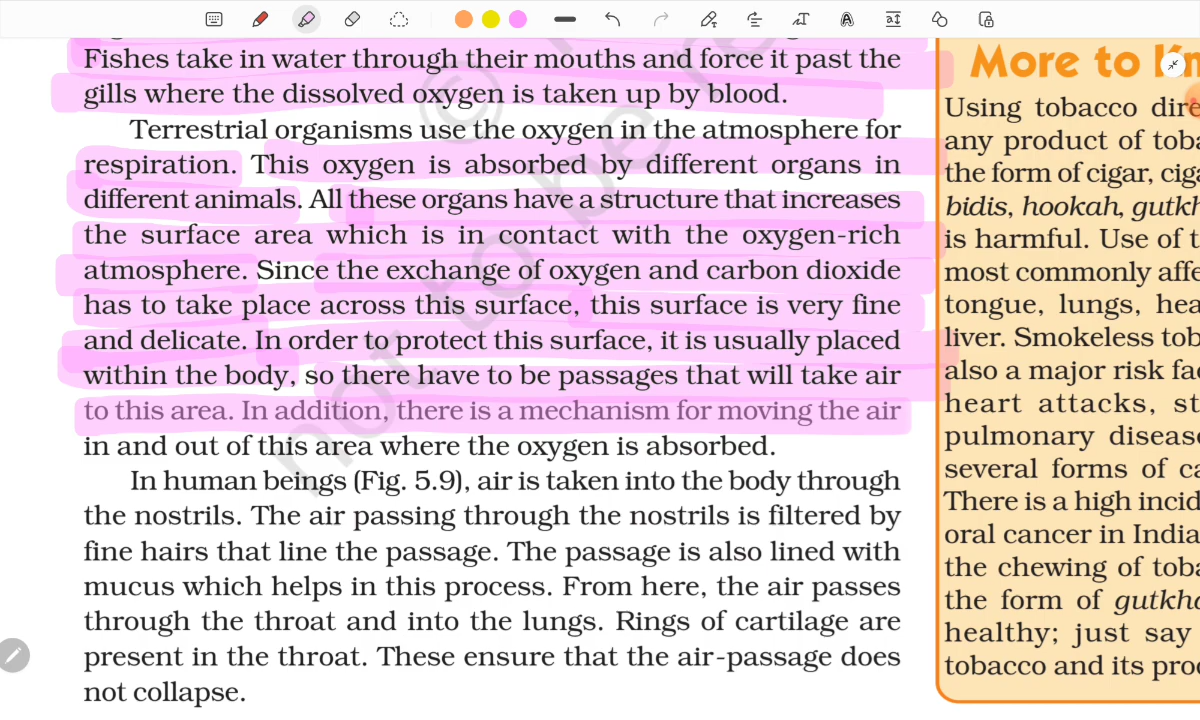 Fishes take in water through their mouths and force it past the
gills where the dissolved oxygen is taken up by blood.
Terrestrial organisms use the oxygen in the atmosphere for
respiration. This oxygen is absorbed by different organs in
different animals. All these organs have a structure that increases
the surface area which is in contact with the oxygen-rich
atmosphere. Since the exchange of oxygen and carbon dioxide
has to take place across this surface, this surface is very fine
and delicate. In order to protect this surface, it is usually placed
within the body, so there have to be passages that will take air
to this area. In addition, there is a mechanism for moving the air
in and out of this area where the oxygen is absorbed.
In human beings (Fig. 5.9), air is taken into the body through
the nostrils. The air passing through the nostrils is filtered by
fine hairs that line the passage. The passage is also lined with
mucus which helps in this process. From here, the air passes
through the throat and into the lungs. Rings of cartilage are
present in the throat. These ensure that the air-passage does
not collapse.
More to
Using tobacco
any product of
the form of cigar,
bidis, hookah,
is harmful. Use of
most commonly
tongue, lungs,
liver. Smokeless
also a major risk
heart attacks,
pulmonary
several forms of
There is a high
oral cancer in India
the chewing of
the form of
healthy; just say
tobacco and its
not to be
©